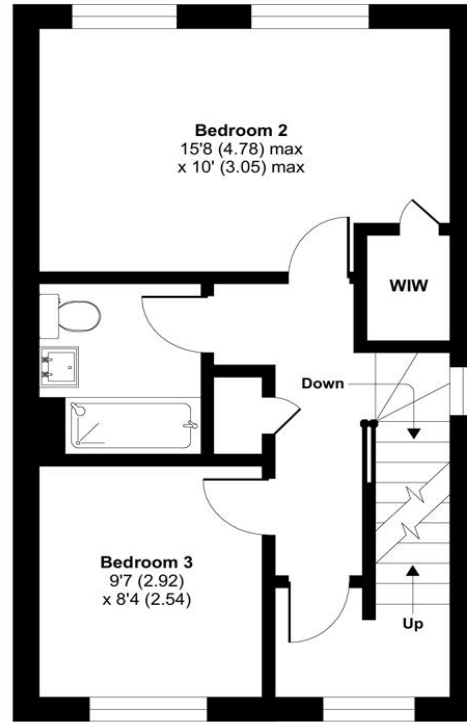 Bedroom 2
15'8 (4.78) max
x 10' (3.05) max
WIW
Down
Bedroom 3
9'7 (2.92)
x 8'4 (2.54)
Up